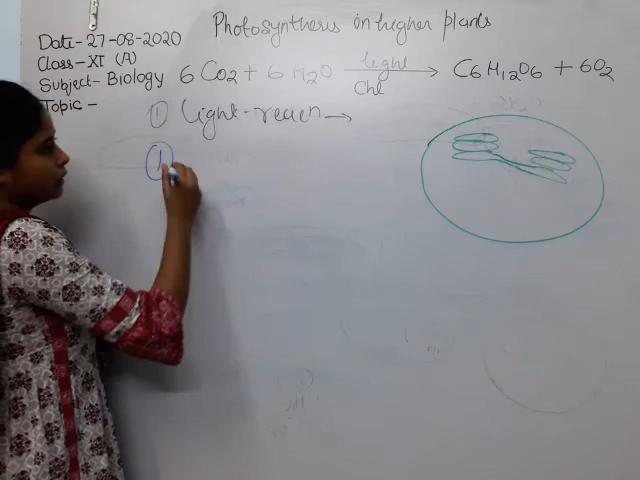 Photosynthesis in higher plants
Date- 27-08-2020
Class- XI (A)
Subject- Biology
Topic -
6 CO2 + 6 H2O light Chl → C6H12O6 + 6O2
① Light-reacn →
①